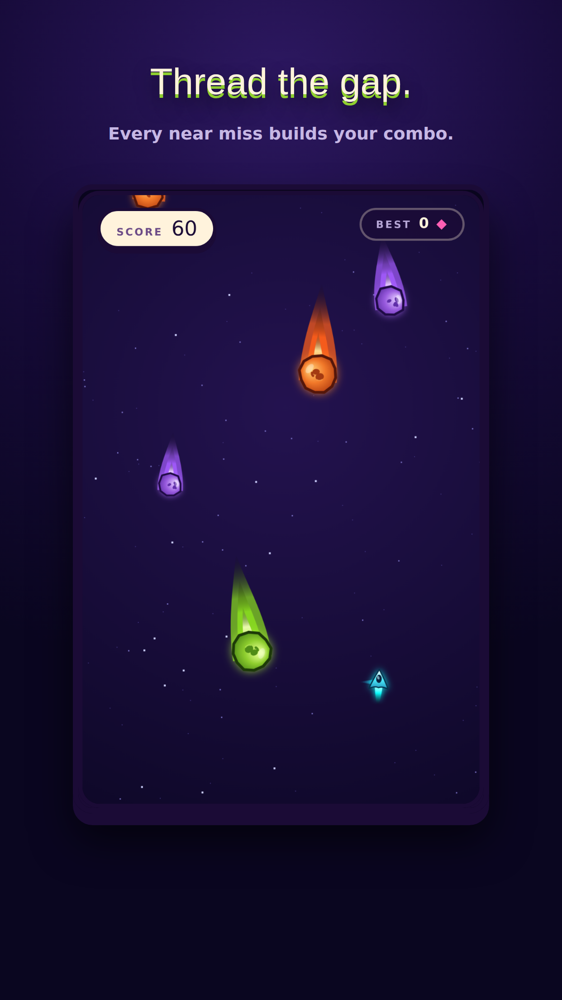 Thread the gap.
Every near miss builds your combo.
SCORE 60
BEST 0